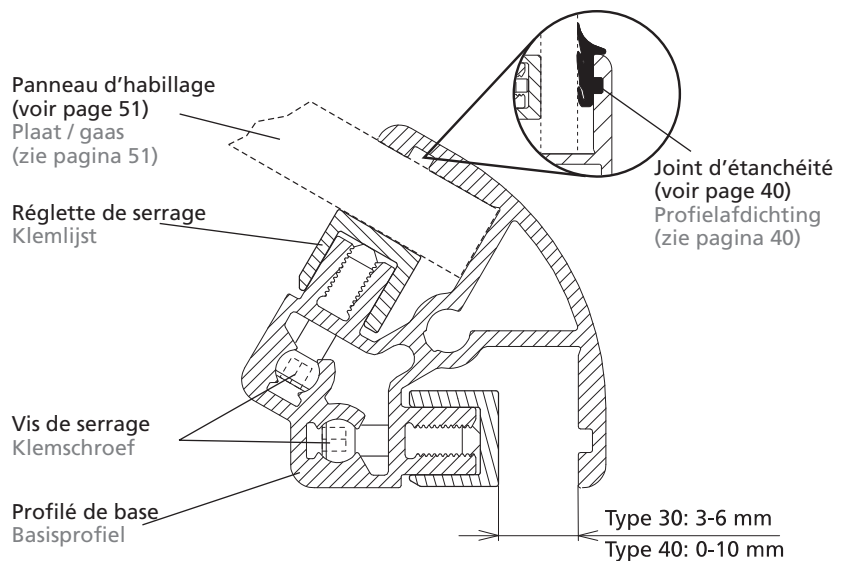 Panneau d’habillage
(voir page 51)
Plaat / gaas
(zie pagina 51)
Réglette de serrage
Klemlijst
Joint d’étanchéité
(voir page 40)
Profielafdichting
(zie pagina 40)
Vis de serrage
Klemschroef
Profilé de base
Basisprofiel
Type 30: 3-6 mm
Type 40: 0-10 mm